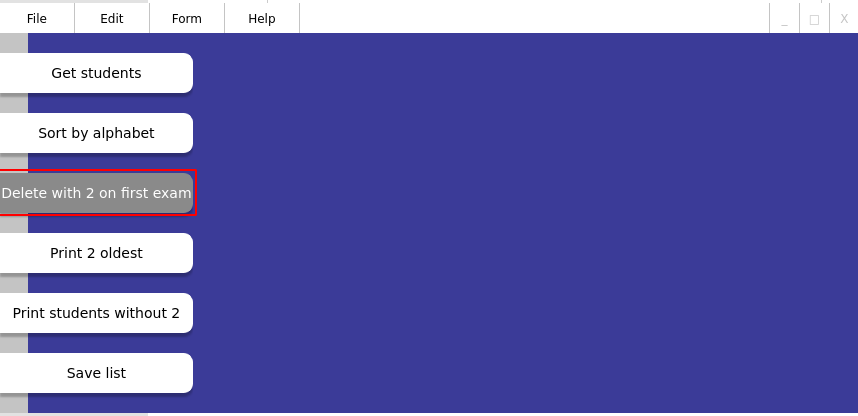 File Edit Form Help _ □ X
Get students
Sort by alphabet
Delete with 2 on first exam
Print 2 oldest
Print students without 2
Save list